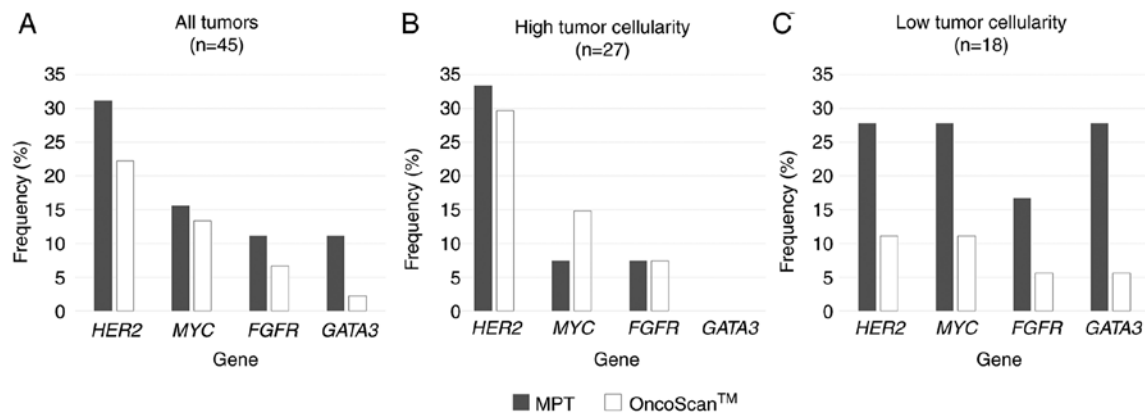 A
All tumors
(n=45)
Frequency (%)
35
30
25
20
15
10
5
0
HER2 MYC FGFR GATA3
Gene
B
High tumor cellularity
(n=27)
Frequency (%)
35
30
25
20
15
10
5
0
HER2 MYC FGFR GATA3
Gene
C
Low tumor cellularity
(n=18)
Frequency (%)
35
30
25
20
15
10
5
0
HER2 MYC FGFR GATA3
Gene
MPT OncoScan™